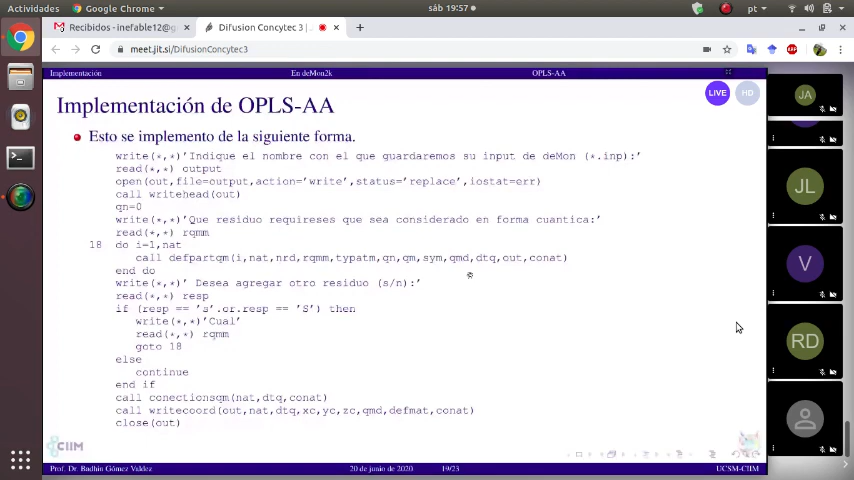 Actividades
Google Chrome
sáb 19:57
pt
Recibidos - inefable12@g
Difusion Concytec 3 |
meet.jit.si/DifusionConcytec3
Implementación
En deMon2k
OPLS-AA
LIVE
HD
Implementación de OPLS-AA
Esto se implemento de la siguiente forma.
write(*,*)'Indique el nombre con el que guardaremos su input de deMon (*.inp):'
read(*,*) output
open(out,file=output,action='write',status='replace',iostat=err)
call writehead(out)
qn=0
write(*,*)'Que residuo requireses que sea considerado en forma cuantica:'
read(*,*) rqmm
18 do i=1,nat
call defpartqm(i,nat,nrd,rqmm,typatm,qn,qm,sym,qmd,dtq,out,conat)
end do
write(*,*)' Desea agregar otro residuo (s/n):'
read(*,*) resp
if (resp == 's'.or.resp == 'S') then
write(*,*)'Cual'
read(*,*) rqmm
goto 18
else
continue
end if
call conectionsqm(nat,dtq,conat)
call writecoord(out,nat,dtq,xc,yc,zc,qmd,defmat,conat)
close(out)
CIIM
Prof. Dr. Badhin Gómez Valdez
20 de junio de 2020
19/23
UCSM-CIIM
JA
JL
V
RD